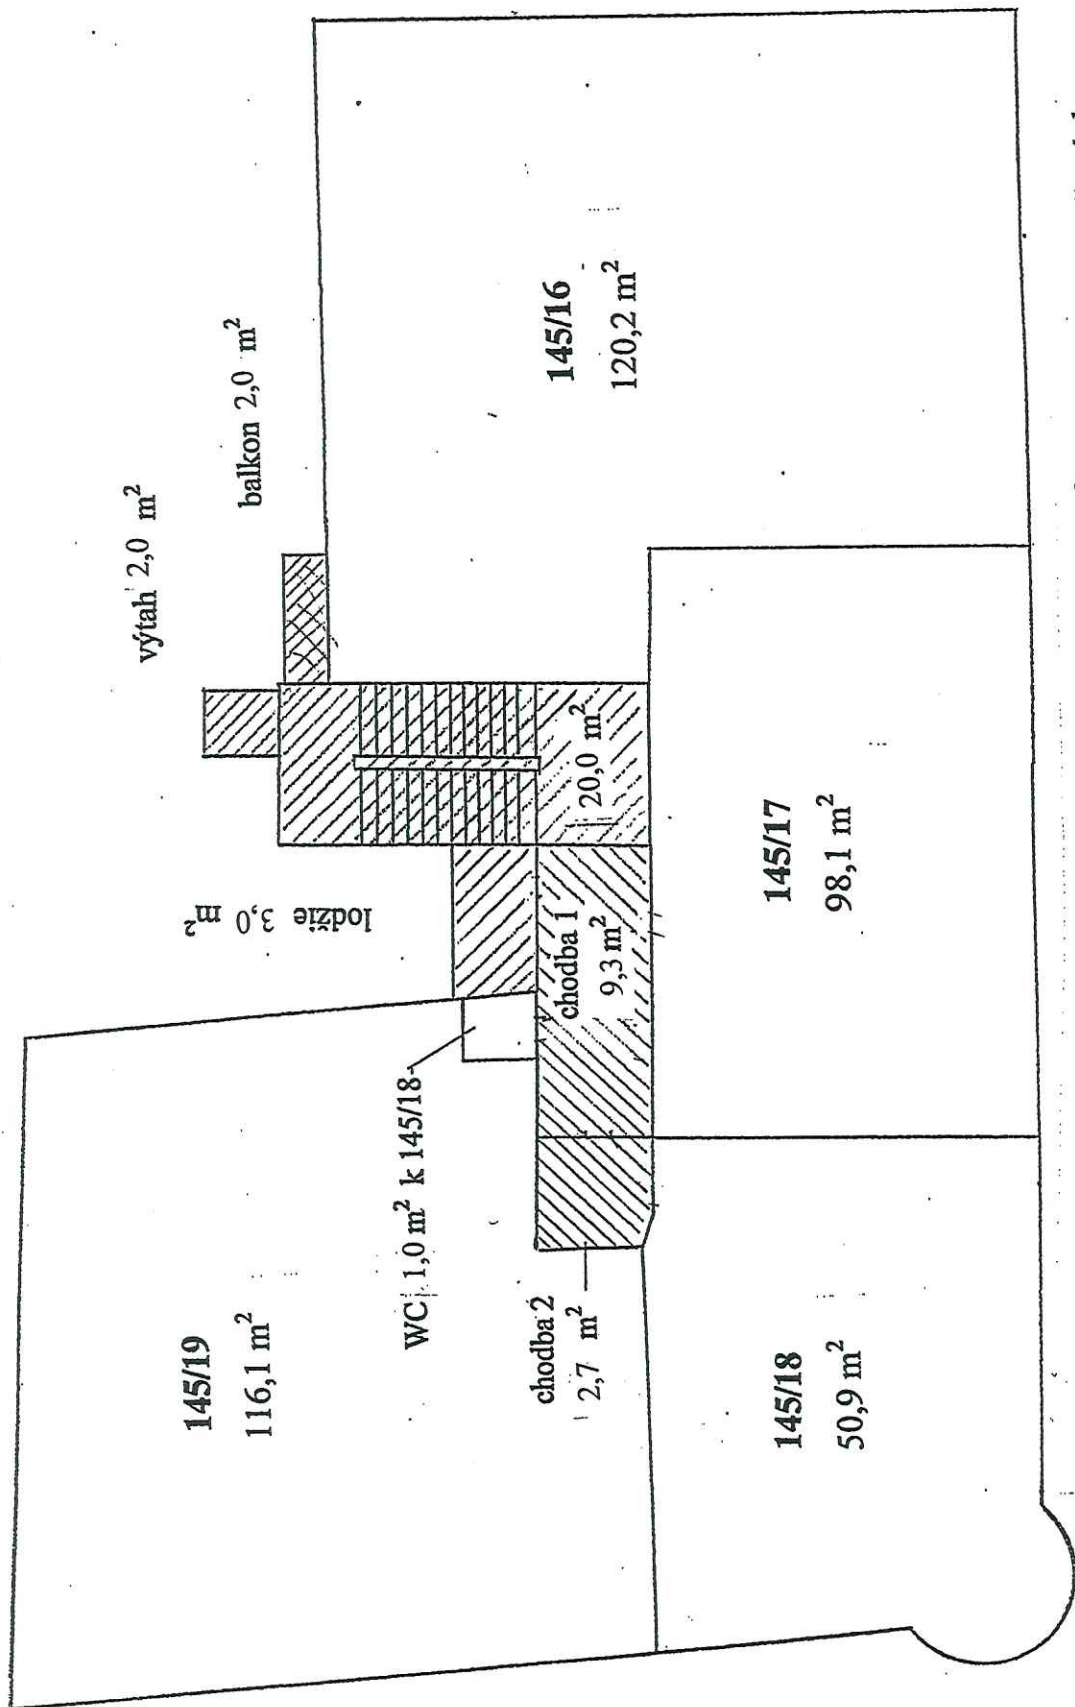 výtah 2,0 m²
balkon 2,0 m²
145/16
120,2 m²
20,0 m²
lodžie 3,0 m²
chodba 1
9,3 m²
145/17
98,1 m²
WC 1,0 m² k 145/18
chodba 2
2,7 m²
145/19
116,1 m²
145/18
50,9 m²